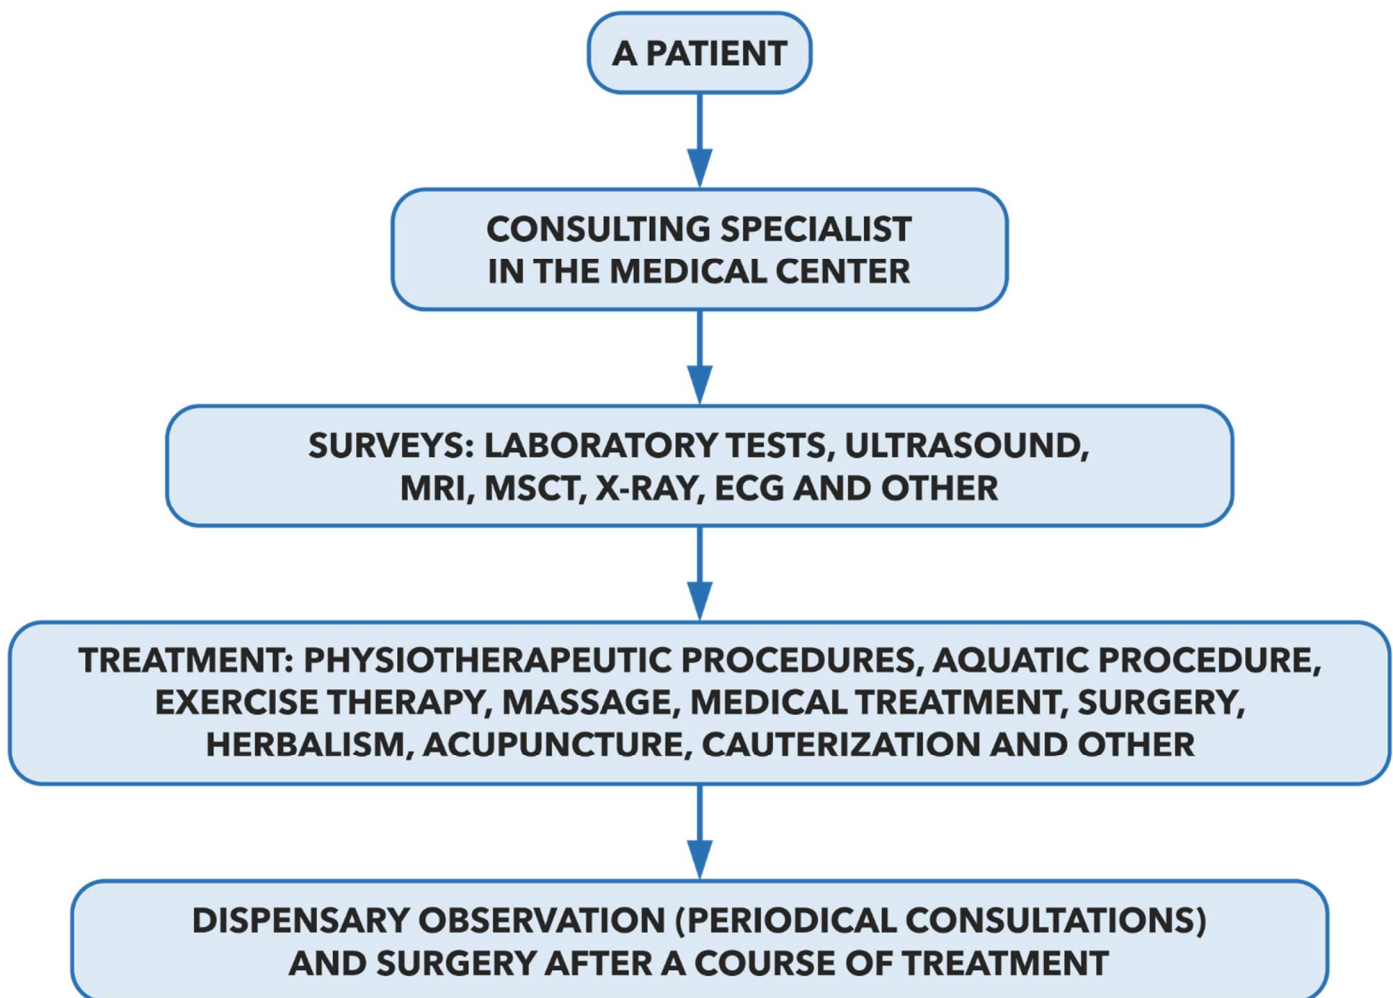 A PATIENT
CONSULTING SPECIALIST
IN THE MEDICAL CENTER
SURVEYS: LABORATORY TESTS, ULTRASOUND,
MRI, MSCT, X-RAY, ECG AND OTHER
TREATMENT: PHYSIOTHERAPEUTIC PROCEDURES, AQUATIC PROCEDURE,
EXERCISE THERAPY, MASSAGE, MEDICAL TREATMENT, SURGERY,
HERBALISM, ACUPUNCTURE, CAUTERIZATION AND OTHER
DISPENSARY OBSERVATION (PERIODICAL CONSULTATIONS)
AND SURGERY AFTER A COURSE OF TREATMENT